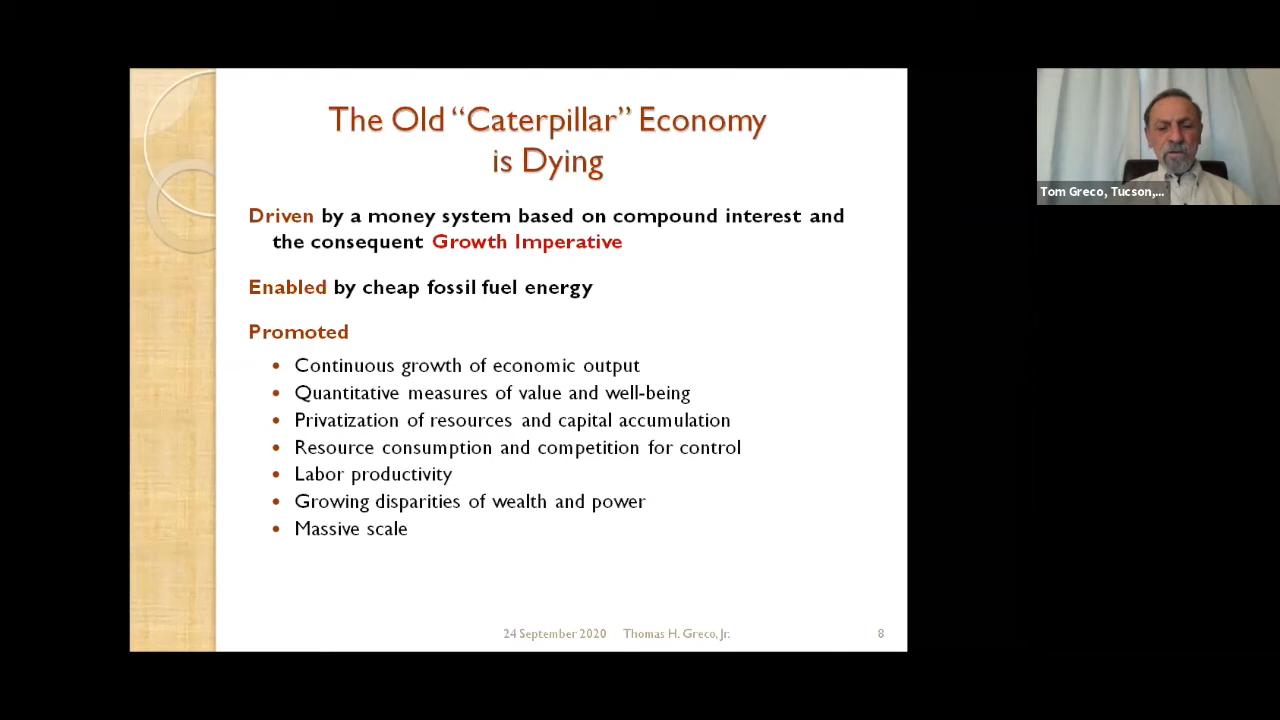 The Old “Caterpillar” Economy
is Dying
Driven by a money system based on compound interest and
the consequent Growth Imperative
Enabled by cheap fossil fuel energy
Promoted
• Continuous growth of economic output
• Quantitative measures of value and well-being
• Privatization of resources and capital accumulation
• Resource consumption and competition for control
• Labor productivity
• Growing disparities of wealth and power
• Massive scale
24 September 2020 Thomas H. Greco, Jr. 8
Tom Greco, Tucson,...